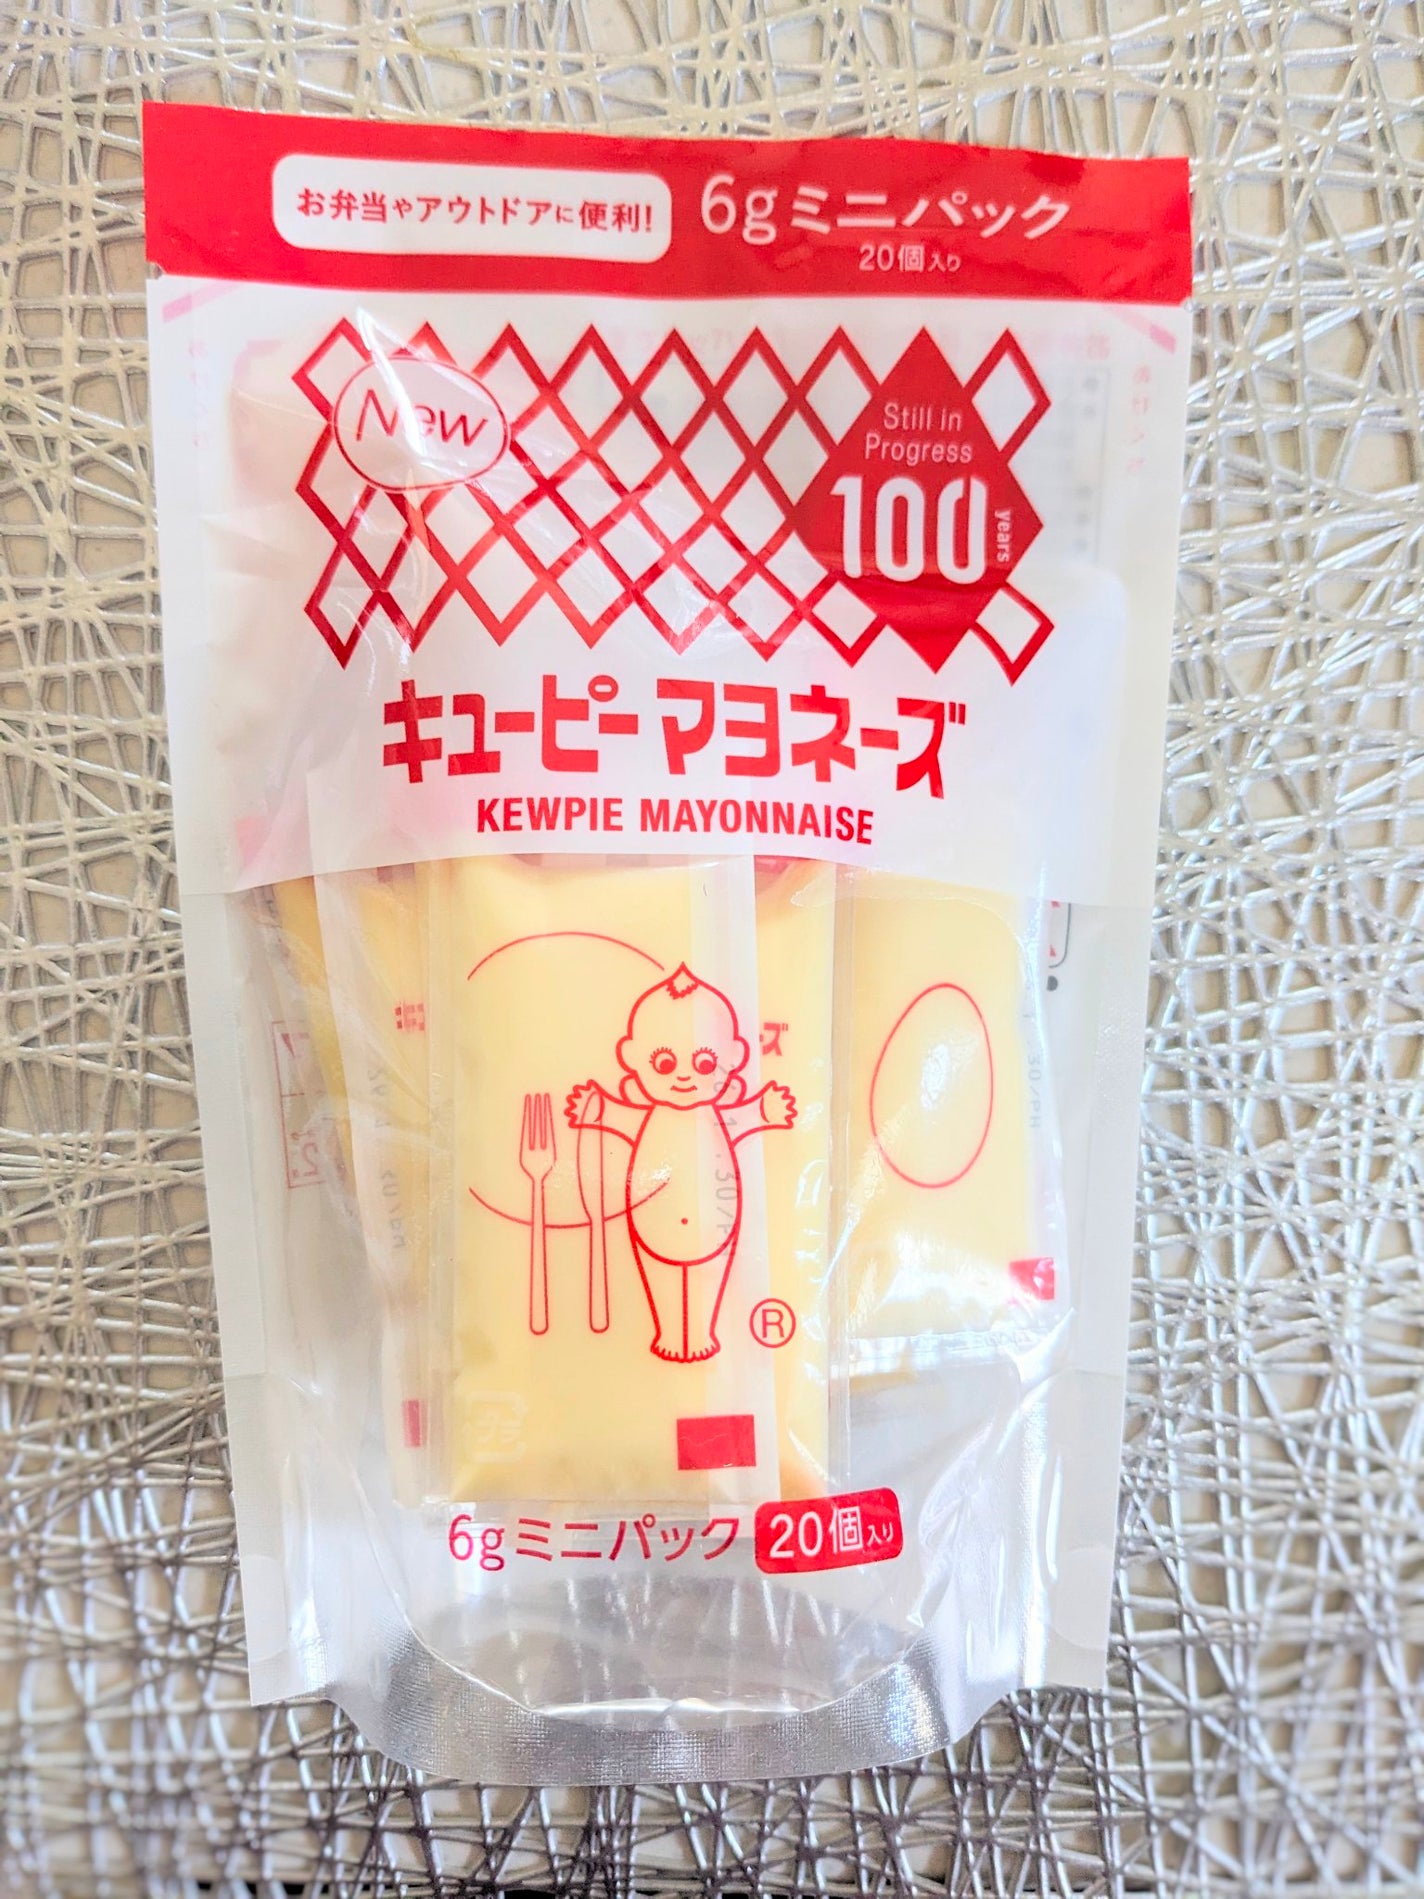 お弁当やアウトドアに便利!
6gミニパック
20個入り
New
Still in
Progress
100
years
キューピー マヨネーズ
KEWPIE MAYONNAISE
®
6gミニパック 20個入り